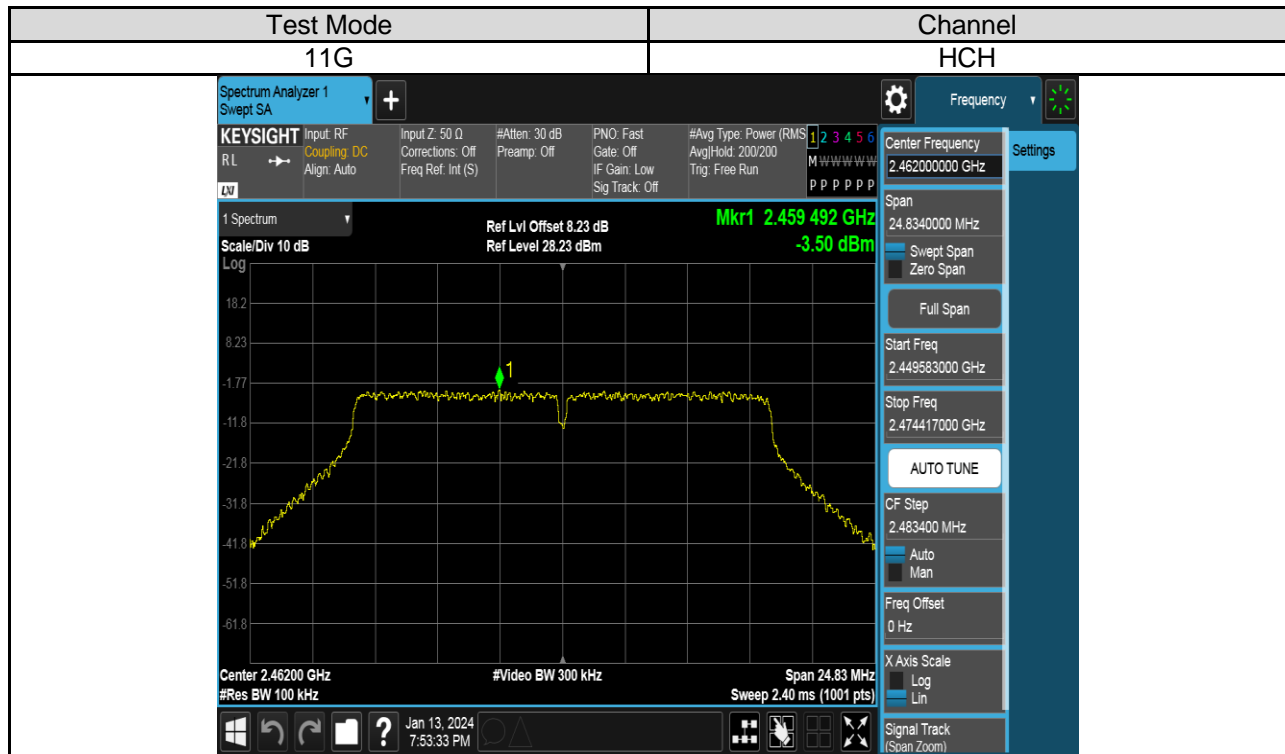 Test Mode Channel
11G HCH
Spectrum Analyzer 1
Swept SA
+
Frequency
KEYSIGHT Input: RF Input Z: 50 Ω #Atten: 30 dB PNO: Fast #Avg Type: Power (RMS 1 2 3 4 5 6
RL Coupling: DC Corrections: Off Preamp: Off Gate: Off Avg|Hold: 200/200 M W W W W W
Align: Auto Freq Ref: Int (S) IF Gain: Low Trig: Free Run
LXI Sig Track: Off P P P P P P
1 Spectrum Ref Lvl Offset 8.23 dB Mkr1 2.459 492 GHz
Scale/Div 10 dB Ref Level 28.23 dBm -3.50 dBm
Log
18.2
8.23
1
-1.77
-11.8
-21.8
-31.8
-41.8
-51.8
-61.8
Center 2.46200 GHz #Video BW 300 kHz Span 24.83 MHz
#Res BW 100 kHz Sweep 2.40 ms (1001 pts)
? Jan 13, 2024
7:53:33 PM
Center Frequency
2.462000000 GHz
Settings
Span
24.8340000 MHz
Swept Span
Zero Span
Full Span
Start Freq
2.449583000 GHz
Stop Freq
2.474417000 GHz
AUTO TUNE
CF Step
2.483400 MHz
Auto
Man
Freq Offset
0 Hz
X Axis Scale
Log
Lin
Signal Track
(Span Zoom)